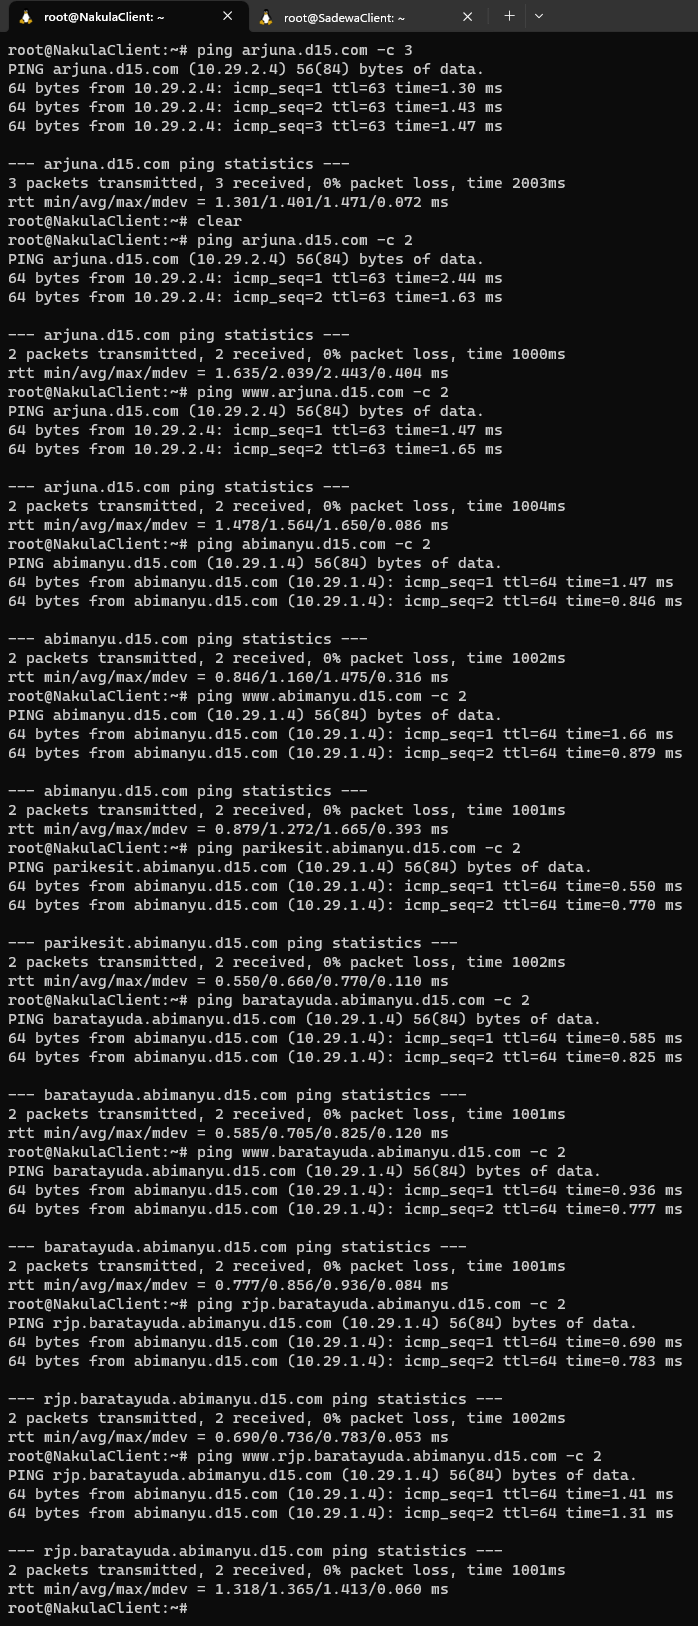 root@NakulaClient: ~
root@SadewaClient: ~
root@NakulaClient:~# ping arjuna.d15.com -c 3
PING arjuna.d15.com (10.29.2.4) 56(84) bytes of data.
64 bytes from 10.29.2.4: icmp_seq=1 ttl=63 time=1.30 ms
64 bytes from 10.29.2.4: icmp_seq=2 ttl=63 time=1.43 ms
64 bytes from 10.29.2.4: icmp_seq=3 ttl=63 time=1.47 ms
--- arjuna.d15.com ping statistics ---
3 packets transmitted, 3 received, 0% packet loss, time 2003ms
rtt min/avg/max/mdev = 1.301/1.401/1.471/0.072 ms
root@NakulaClient:~# clear
root@NakulaClient:~# ping arjuna.d15.com -c 2
PING arjuna.d15.com (10.29.2.4) 56(84) bytes of data.
64 bytes from 10.29.2.4: icmp_seq=1 ttl=63 time=2.44 ms
64 bytes from 10.29.2.4: icmp_seq=2 ttl=63 time=1.63 ms
--- arjuna.d15.com ping statistics ---
2 packets transmitted, 2 received, 0% packet loss, time 1000ms
rtt min/avg/max/mdev = 1.635/2.039/2.443/0.404 ms
root@NakulaClient:~# ping www.arjuna.d15.com -c 2
PING arjuna.d15.com (10.29.2.4) 56(84) bytes of data.
64 bytes from 10.29.2.4: icmp_seq=1 ttl=63 time=1.47 ms
64 bytes from 10.29.2.4: icmp_seq=2 ttl=63 time=1.65 ms
--- arjuna.d15.com ping statistics ---
2 packets transmitted, 2 received, 0% packet loss, time 1004ms
rtt min/avg/max/mdev = 1.478/1.564/1.650/0.086 ms
root@NakulaClient:~# ping abimanyu.d15.com -c 2
PING abimanyu.d15.com (10.29.1.4) 56(84) bytes of data.
64 bytes from abimanyu.d15.com (10.29.1.4): icmp_seq=1 ttl=64 time=1.47 ms
64 bytes from abimanyu.d15.com (10.29.1.4): icmp_seq=2 ttl=64 time=0.846 ms
--- abimanyu.d15.com ping statistics ---
2 packets transmitted, 2 received, 0% packet loss, time 1002ms
rtt min/avg/max/mdev = 0.846/1.160/1.475/0.316 ms
root@NakulaClient:~# ping www.abimanyu.d15.com -c 2
PING abimanyu.d15.com (10.29.1.4) 56(84) bytes of data.
64 bytes from abimanyu.d15.com (10.29.1.4): icmp_seq=1 ttl=64 time=1.66 ms
64 bytes from abimanyu.d15.com (10.29.1.4): icmp_seq=2 ttl=64 time=0.879 ms
--- abimanyu.d15.com ping statistics ---
2 packets transmitted, 2 received, 0% packet loss, time 1001ms
rtt min/avg/max/mdev = 0.879/1.272/1.665/0.393 ms
root@NakulaClient:~# ping parikesit.abimanyu.d15.com -c 2
PING parikesit.abimanyu.d15.com (10.29.1.4) 56(84) bytes of data.
64 bytes from abimanyu.d15.com (10.29.1.4): icmp_seq=1 ttl=64 time=0.550 ms
64 bytes from abimanyu.d15.com (10.29.1.4): icmp_seq=2 ttl=64 time=0.770 ms
--- parikesit.abimanyu.d15.com ping statistics ---
2 packets transmitted, 2 received, 0% packet loss, time 1002ms
rtt min/avg/max/mdev = 0.550/0.660/0.770/0.110 ms
root@NakulaClient:~# ping baratayuda.abimanyu.d15.com -c 2
PING baratayuda.abimanyu.d15.com (10.29.1.4) 56(84) bytes of data.
64 bytes from abimanyu.d15.com (10.29.1.4): icmp_seq=1 ttl=64 time=0.585 ms
64 bytes from abimanyu.d15.com (10.29.1.4): icmp_seq=2 ttl=64 time=0.825 ms
--- baratayuda.abimanyu.d15.com ping statistics ---
2 packets transmitted, 2 received, 0% packet loss, time 1001ms
rtt min/avg/max/mdev = 0.585/0.705/0.825/0.120 ms
root@NakulaClient:~# ping www.baratayuda.abimanyu.d15.com -c 2
PING baratayuda.abimanyu.d15.com (10.29.1.4) 56(84) bytes of data.
64 bytes from abimanyu.d15.com (10.29.1.4): icmp_seq=1 ttl=64 time=0.936 ms
64 bytes from abimanyu.d15.com (10.29.1.4): icmp_seq=2 ttl=64 time=0.777 ms
--- baratayuda.abimanyu.d15.com ping statistics ---
2 packets transmitted, 2 received, 0% packet loss, time 1001ms
rtt min/avg/max/mdev = 0.777/0.856/0.936/0.084 ms
root@NakulaClient:~# ping rjp.baratayuda.abimanyu.d15.com -c 2
PING rjp.baratayuda.abimanyu.d15.com (10.29.1.4) 56(84) bytes of data.
64 bytes from abimanyu.d15.com (10.29.1.4): icmp_seq=1 ttl=64 time=0.690 ms
64 bytes from abimanyu.d15.com (10.29.1.4): icmp_seq=2 ttl=64 time=0.783 ms
--- rjp.baratayuda.abimanyu.d15.com ping statistics ---
2 packets transmitted, 2 received, 0% packet loss, time 1002ms
rtt min/avg/max/mdev = 0.690/0.736/0.783/0.053 ms
root@NakulaClient:~# ping www.rjp.baratayuda.abimanyu.d15.com -c 2
PING rjp.baratayuda.abimanyu.d15.com (10.29.1.4) 56(84) bytes of data.
64 bytes from abimanyu.d15.com (10.29.1.4): icmp_seq=1 ttl=64 time=1.41 ms
64 bytes from abimanyu.d15.com (10.29.1.4): icmp_seq=2 ttl=64 time=1.31 ms
--- rjp.baratayuda.abimanyu.d15.com ping statistics ---
2 packets transmitted, 2 received, 0% packet loss, time 1001ms
rtt min/avg/max/mdev = 1.318/1.365/1.413/0.060 ms
root@NakulaClient:~#